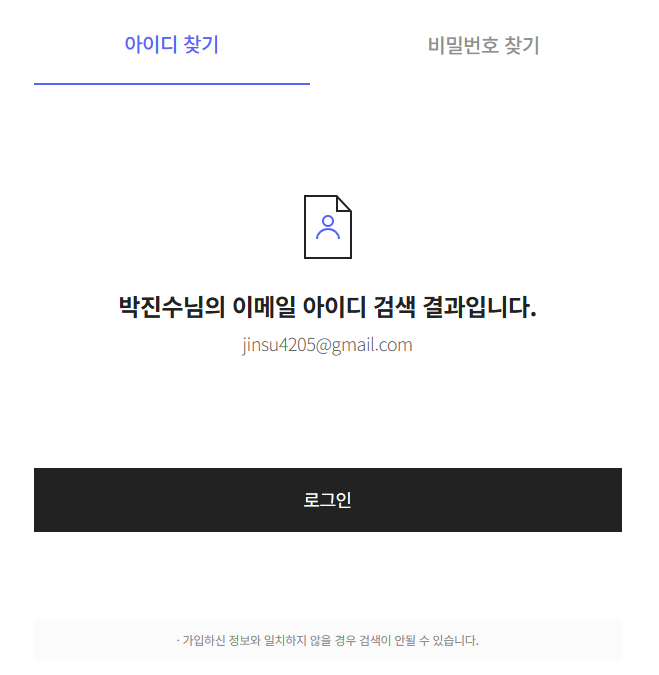 아이디 찾기
비밀번호 찾기
박진수님의 이메일 아이디 검색 결과입니다.
jinsu4205@gmail.com
로그인
· 가입하신 정보와 일치하지 않을 경우 검색이 안될 수 있습니다.